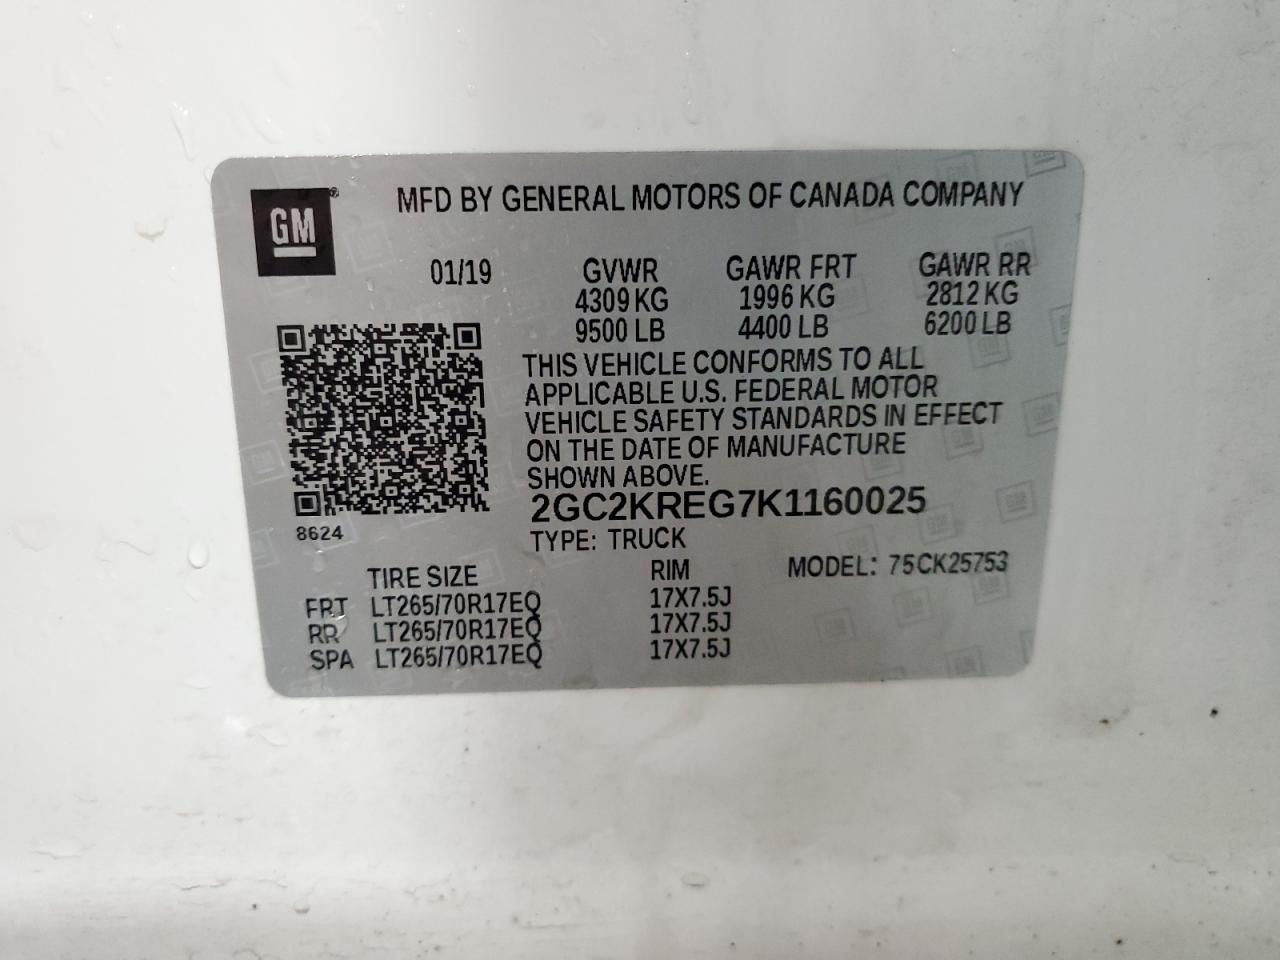 GM®
MFD BY GENERAL MOTORS OF CANADA COMPANY
01/19 GVWR GAWR FRT GAWR RR
4309 KG 1996 KG 2812 KG
9500 LB 4400 LB 6200 LB
THIS VEHICLE CONFORMS TO ALL
APPLICABLE U.S. FEDERAL MOTOR
VEHICLE SAFETY STANDARDS IN EFFECT
ON THE DATE OF MANUFACTURE
SHOWN ABOVE.
2GC2KREG7K1160025
8624
TYPE: TRUCK
MODEL: 75CK25753
TIRE SIZE RIM
FRT LT265/70R17EQ 17X7.5J
RR LT265/70R17EQ 17X7.5J
SPA LT265/70R17EQ 17X7.5J